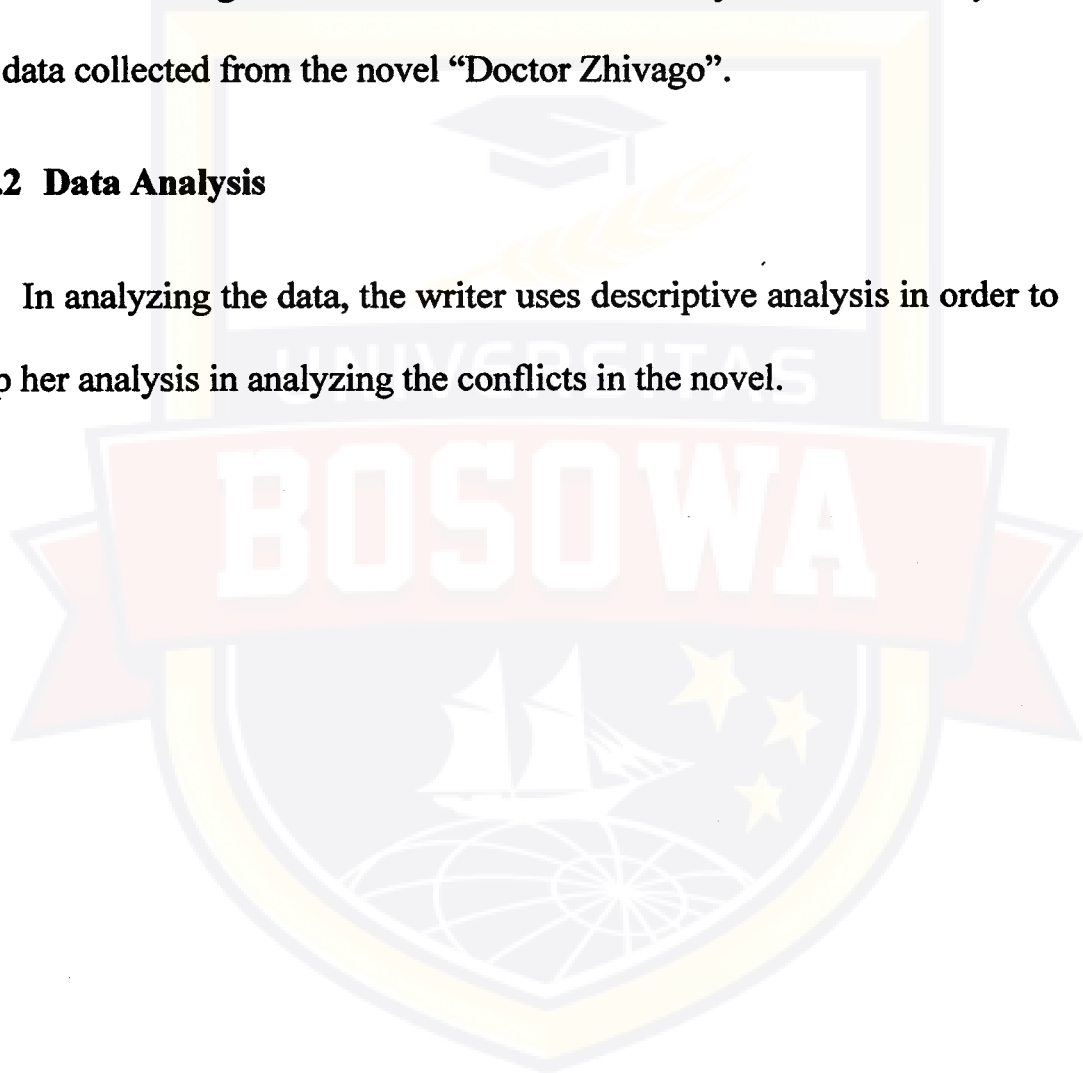 data collected from the novel “Doctor Zhivago”.
.2 Data Analysis
In analyzing the data, the writer uses descriptive analysis in order to
her analysis in analyzing the conflicts in the novel.
UNIVERSITAS
BOSOWA